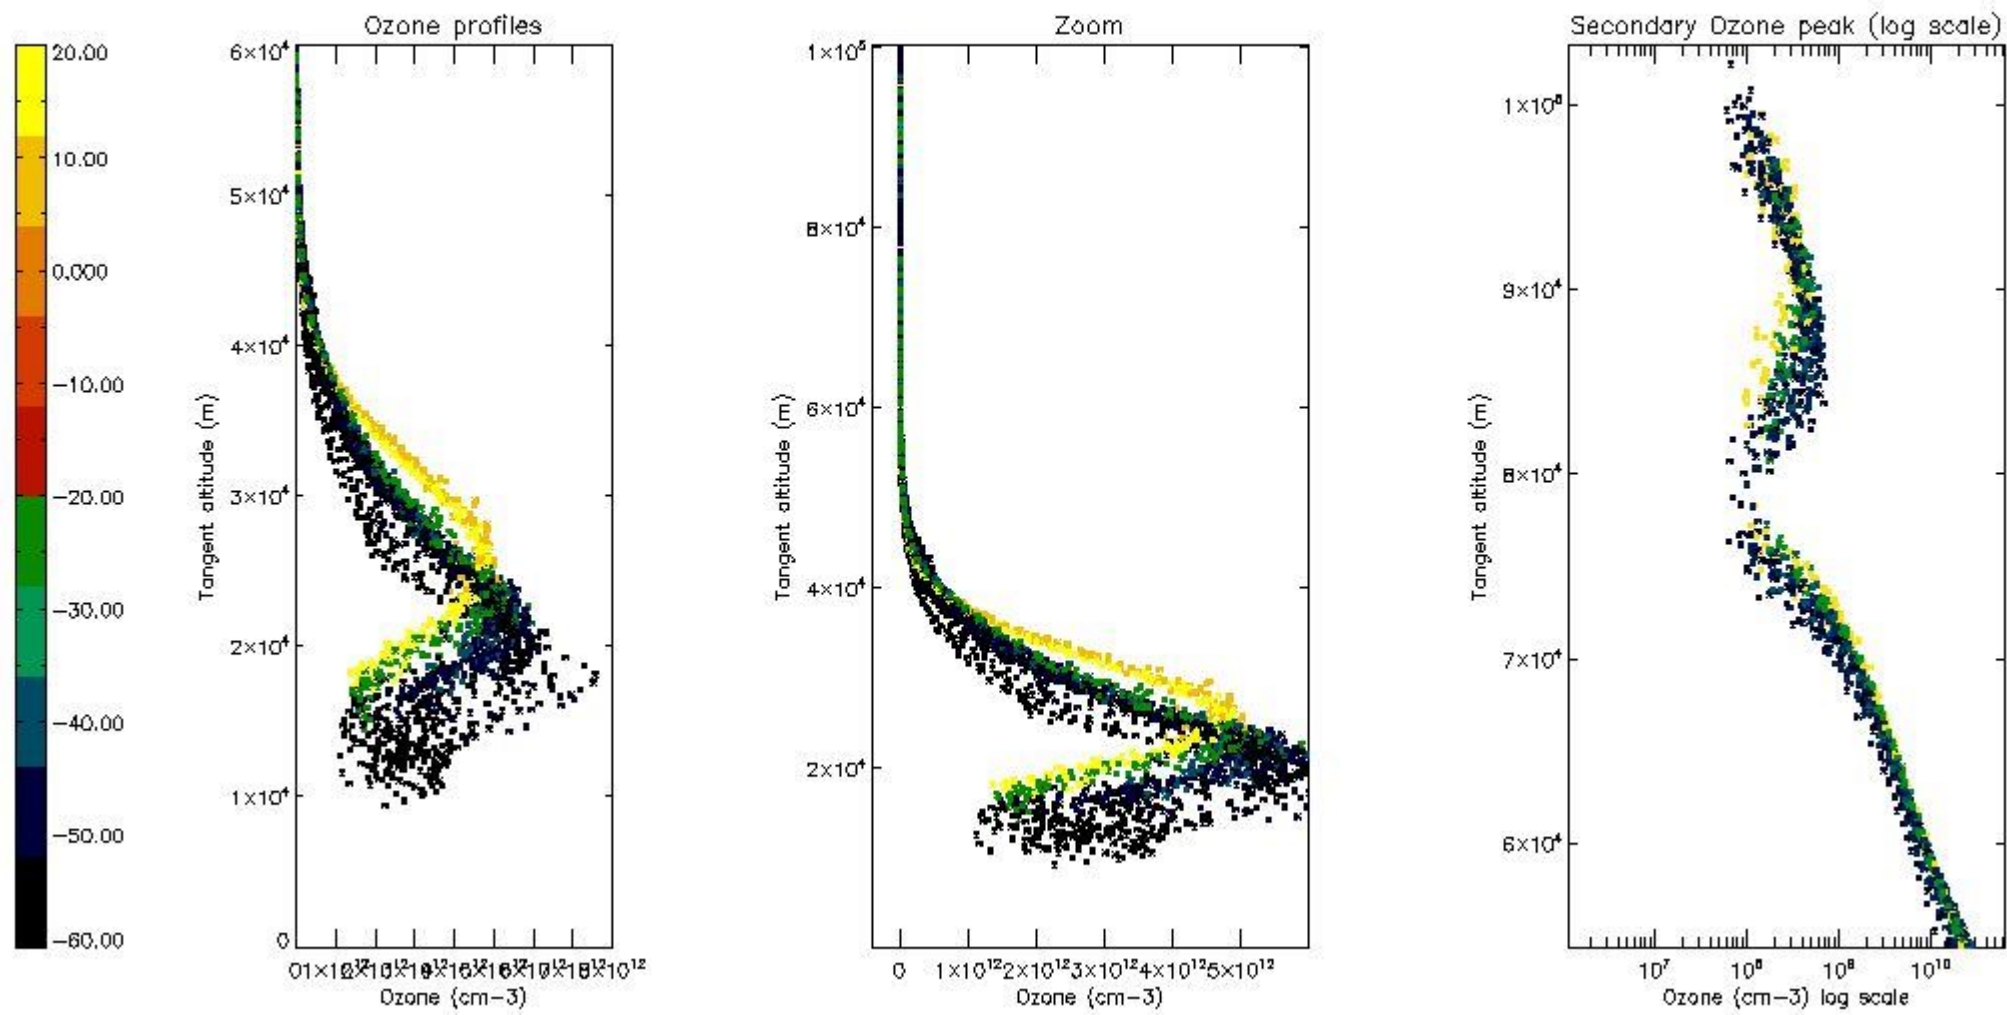 Ozone profiles
Zoom
Secondary Ozone peak (log scale)
20.00
10.00
0.000
−10.00
−20.00
−30.00
−40.00
−50.00
−60.00
6×10⁴
5×10⁴
4×10⁴
3×10⁴
2×10⁴
1×10⁴
0
Tangent altitude (m)
Ozone (cm−3)
1×10⁵
8×10⁴
6×10⁴
4×10⁴
2×10⁴
Tangent altitude (m)
0 1×10¹² 2×10¹² 3×10¹² 4×10¹² 5×10¹²
Ozone (cm−3)
9×10⁴
8×10⁴
7×10⁴
6×10⁴
Tangent altitude (m)
10⁷ 10⁸ 10⁹ 10¹⁰
Ozone (cm−3) log scale